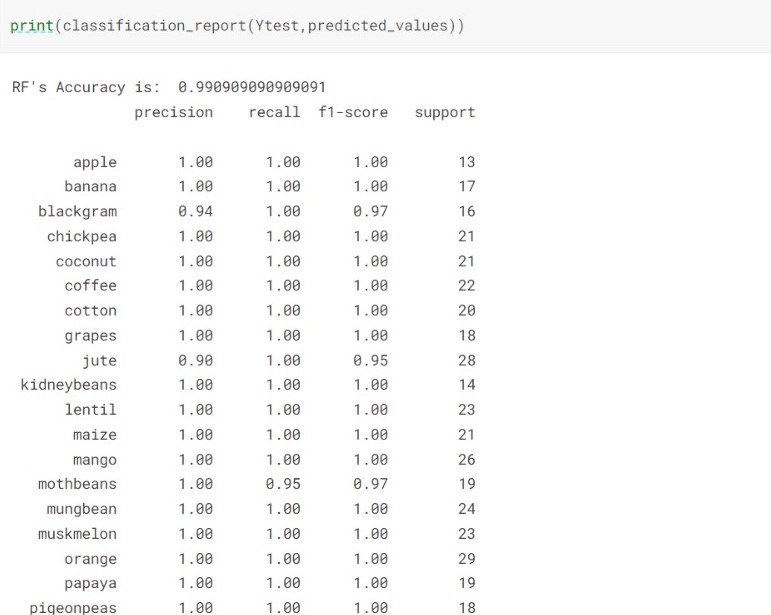 print(classification_report(Ytest,predicted_values))
RF's Accuracy is:  0.990909090909091
precision recall f1-score support
apple 1.00 1.00 1.00 13
banana 1.00 1.00 1.00 17
blackgram 0.94 1.00 0.97 16
chickpea 1.00 1.00 1.00 21
coconut 1.00 1.00 1.00 21
coffee 1.00 1.00 1.00 22
cotton 1.00 1.00 1.00 20
grapes 1.00 1.00 1.00 18
jute 0.90 1.00 0.95 28
kidneybeans 1.00 1.00 1.00 14
lentil 1.00 1.00 1.00 23
maize 1.00 1.00 1.00 21
mango 1.00 1.00 1.00 26
mothbeans 1.00 0.95 0.97 19
mungbean 1.00 1.00 1.00 24
muskmelon 1.00 1.00 1.00 23
orange 1.00 1.00 1.00 29
papaya 1.00 1.00 1.00 19
pigeonpeas 1.00 1.00 1.00 18